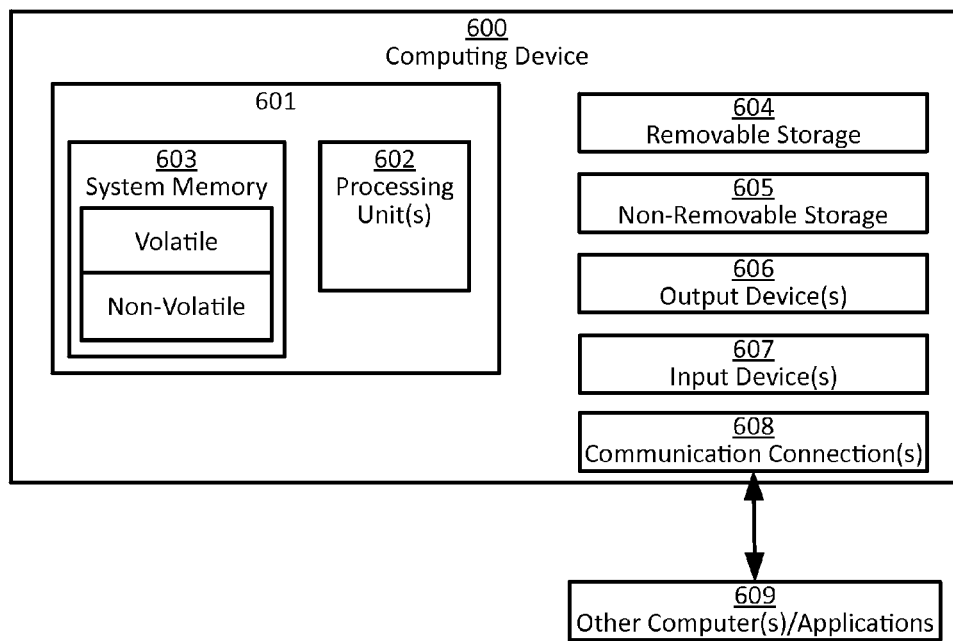 600
Computing Device
601
603
System Memory
Volatile
Non-Volatile
602
Processing
Unit(s)
604
Removable Storage
605
Non-Removable Storage
606
Output Device(s)
607
Input Device(s)
608
Communication Connection(s)
609
Other Computer(s)/Applications